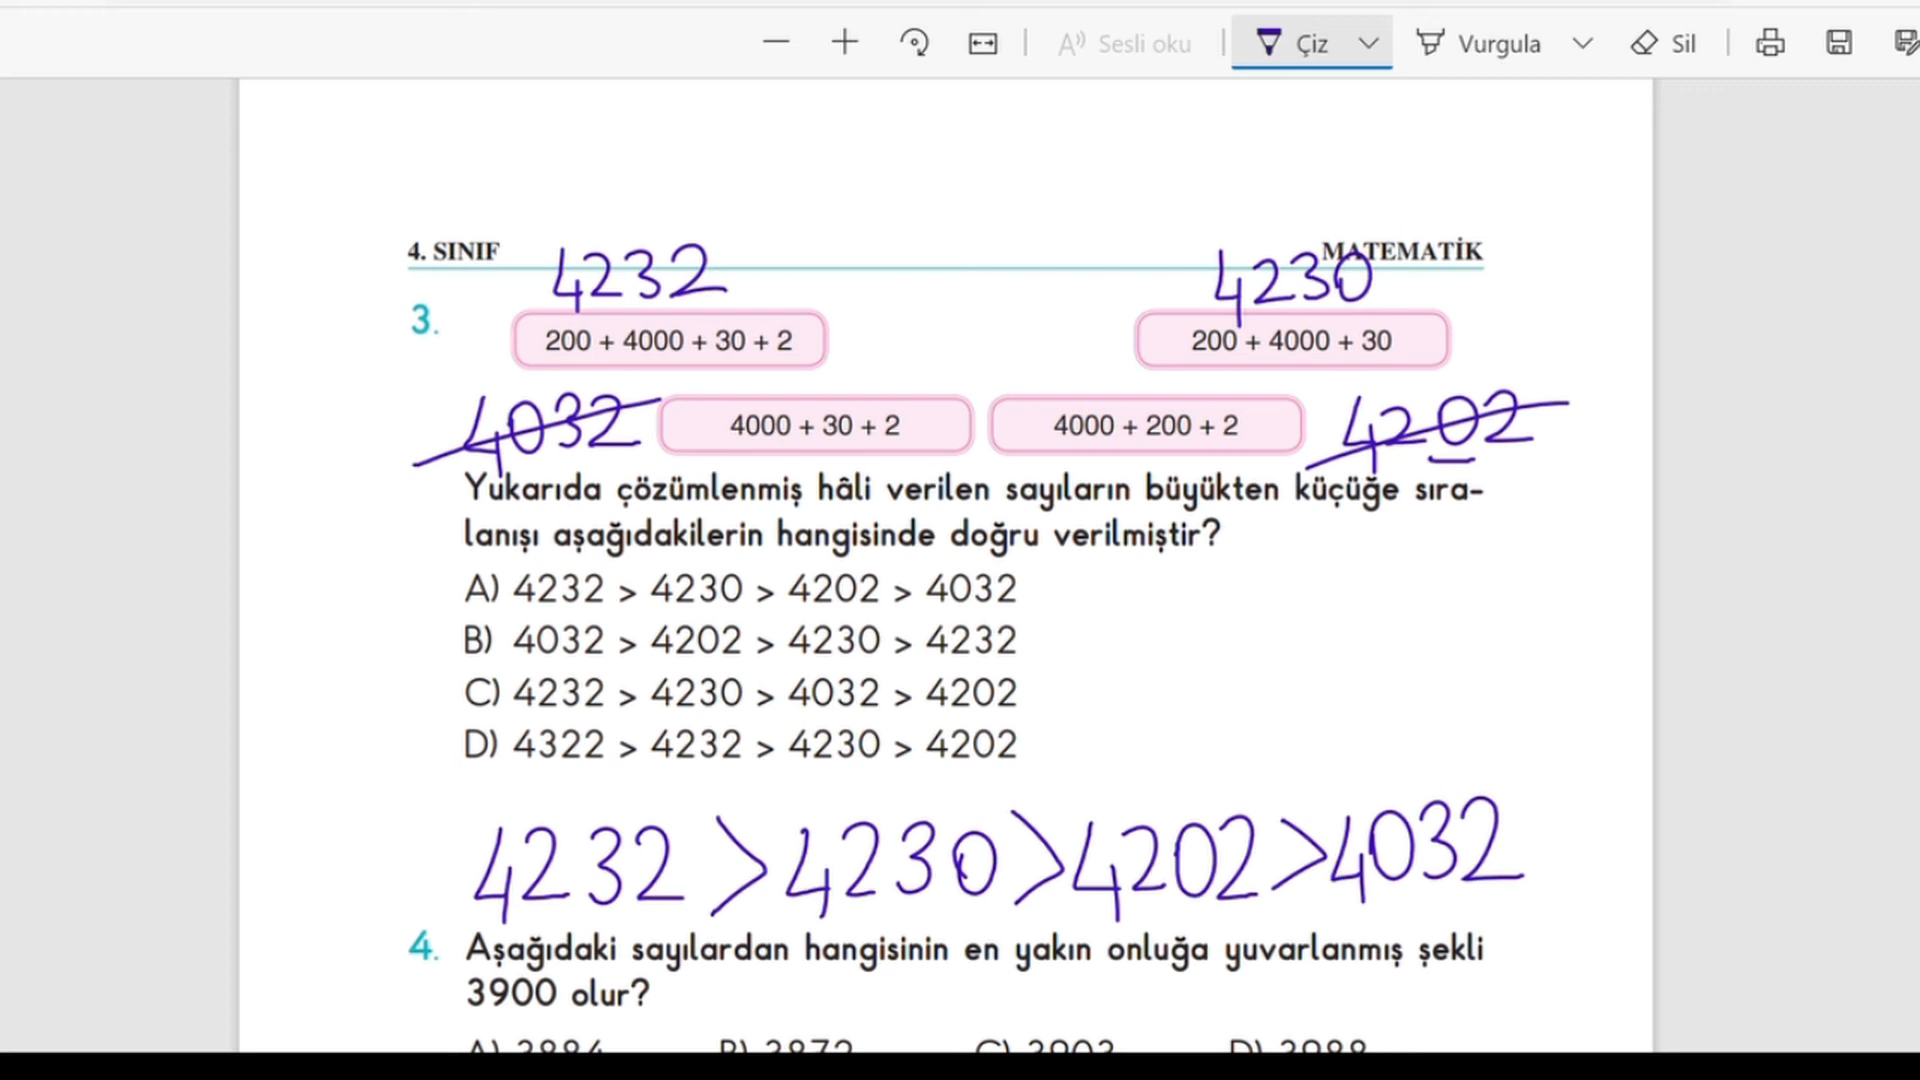 Sesli oku Çiz Vurgula Sil
4. SINIF MATEMATİK
4232 4230
3.
200 + 4000 + 30 + 2 200 + 4000 + 30
4032 4000 + 30 + 2 4000 + 200 + 2 4202
Yukarıda çözümlenmiş hâli verilen sayıların büyükten küçüğe sıra-
lanışı aşağıdakilerin hangisinde doğru verilmiştir?
A) 4232 > 4230 > 4202 > 4032
B) 4032 > 4202 > 4230 > 4232
C) 4232 > 4230 > 4032 > 4202
D) 4322 > 4232 > 4230 > 4202
4232 > 4230 > 4202 > 4032
4. Aşağıdaki sayılardan hangisinin en yakın onluğa yuvarlanmış şekli
3900 olur?